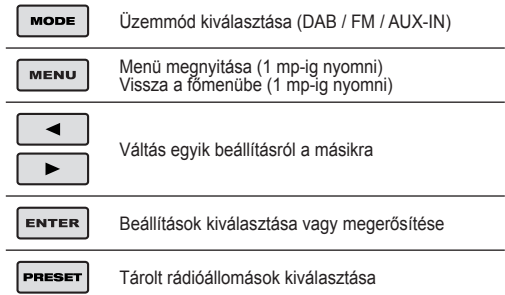 MODE Üzemmód kiválasztása (DAB / FM / AUX-IN)
MENU Menü megnyitása (1 mp-ig nyomni)
Vissza a főmenübe (1 mp-ig nyomni)
◄
► Váltás egyik beállításról a másikra
ENTER Beállítások kiválasztása vagy megerősítése
PRESET Tárolt rádióállomások kiválasztása